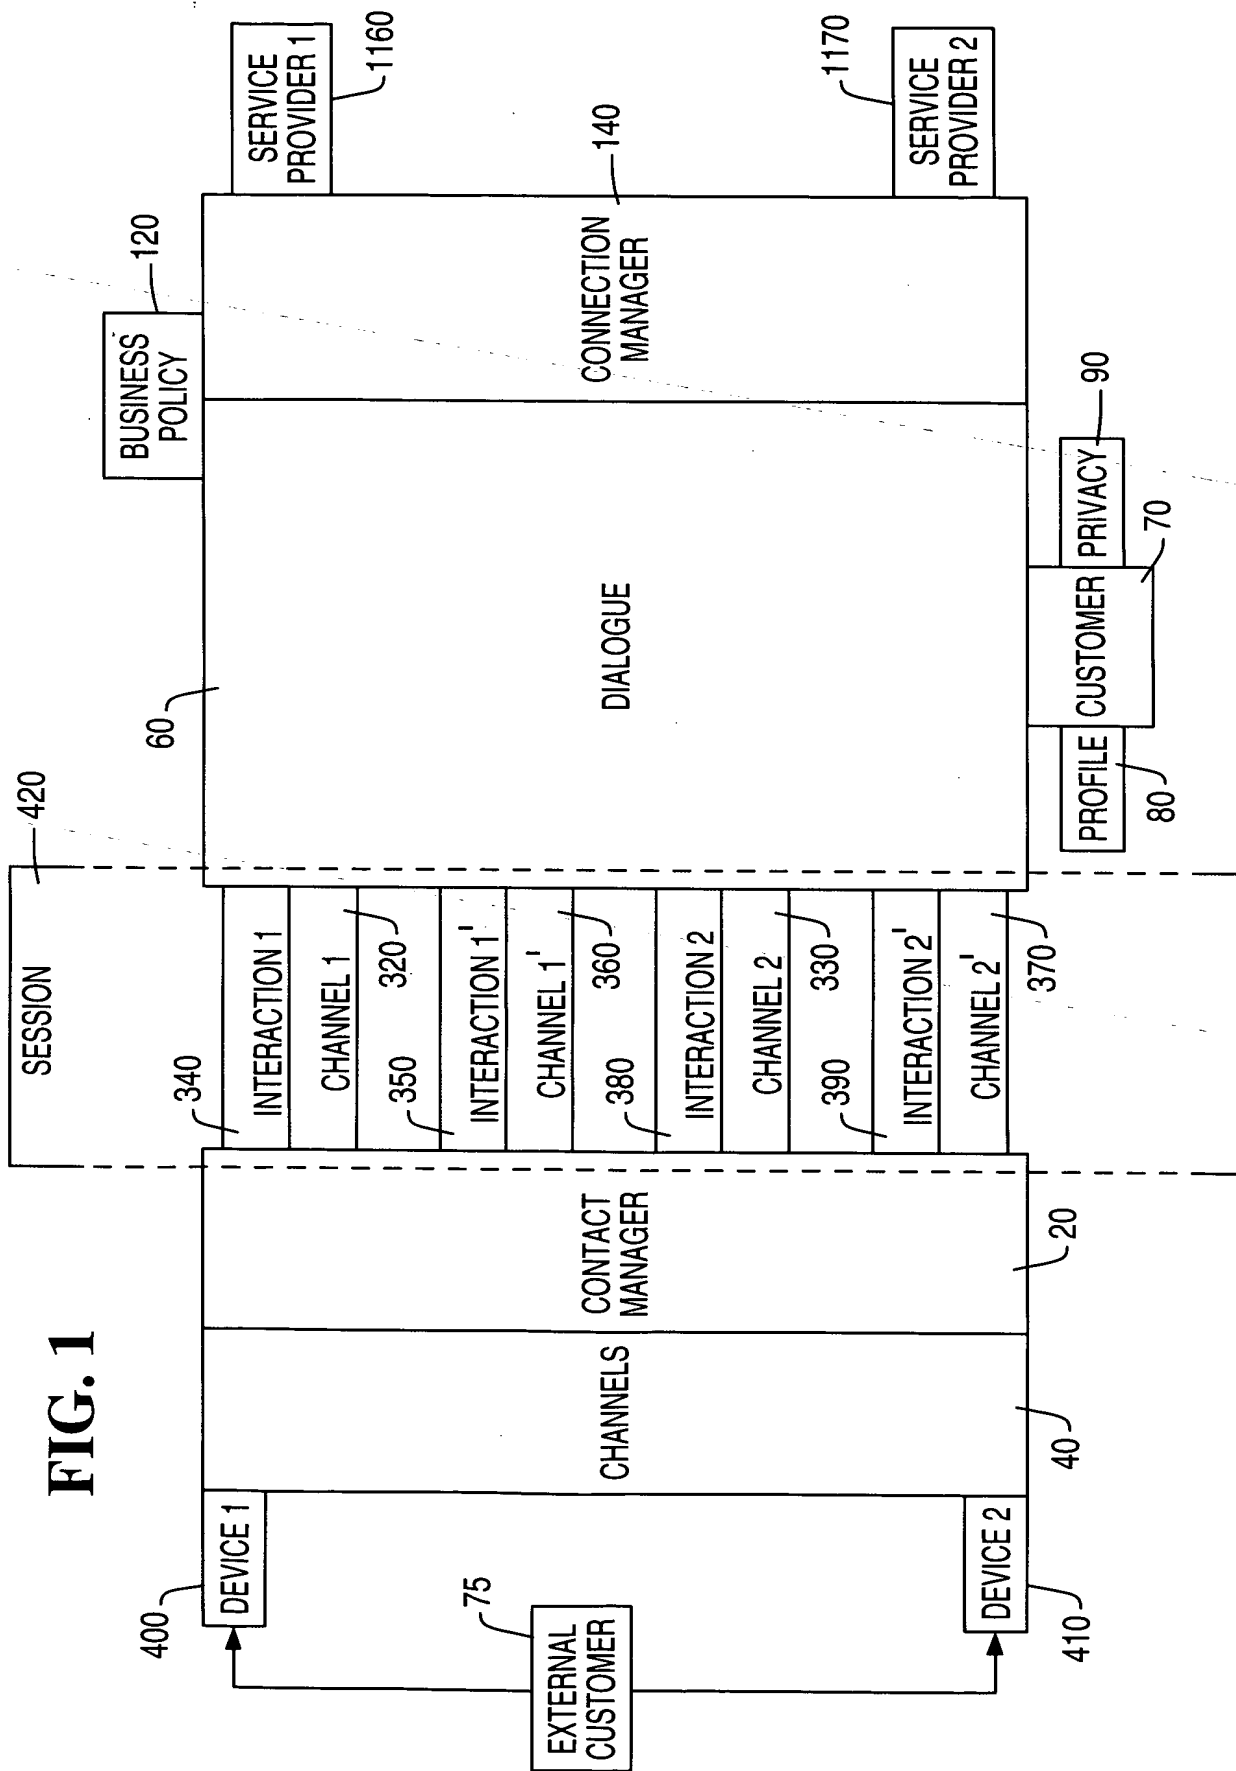 FIG. 1
SESSION
420
60
BUSINESS
POLICY
120
SERVICE
PROVIDER 1
1160
400
DEVICE 1
340
INTERACTION 1
CHANNEL 1
320
350
INTERACTION 1'
CHANNEL 1'
360
EXTERNAL
CUSTOMER
75
CHANNELS
CONTACT
MANAGER
DIALOGUE
CONNECTION
MANAGER
140
380
INTERACTION 2
CHANNEL 2
330
390
INTERACTION 2'
CHANNEL 2'
370
DEVICE 2
410
40
20
SERVICE
PROVIDER 2
1170
PROFILE
80
CUSTOMER
70
PRIVACY
90